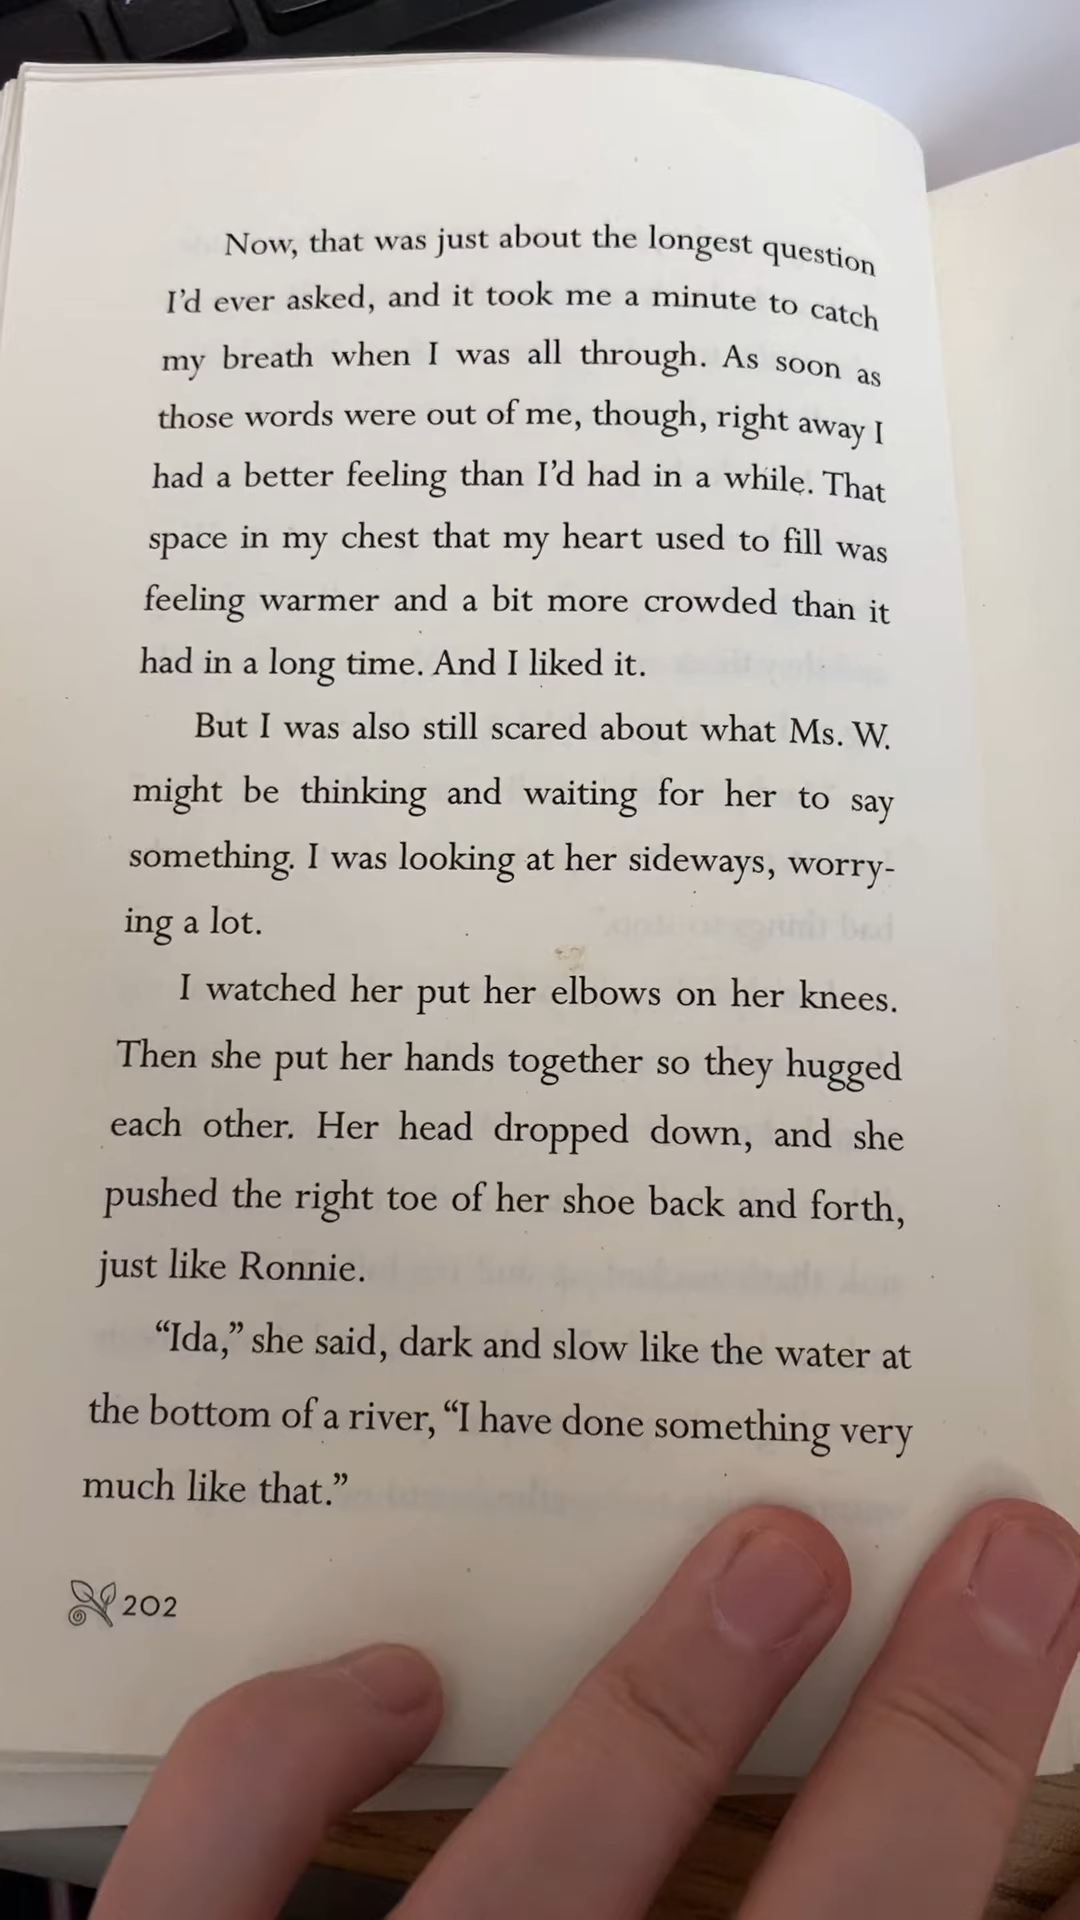 Now, that was just about the longest question
I'd ever asked, and it took me a minute to catch
my breath when I was all through. As soon as
those words were out of me, though, right away I
had a better feeling than I'd had in a while. That
space in my chest that my heart used to fill was
feeling warmer and a bit more crowded than it
had in a long time. And I liked it.
But I was also still scared about what Ms. W.
might be thinking and waiting for her to say
something. I was looking at her sideways, worry-
ing a lot.
I watched her put her elbows on her knees.
Then she put her hands together so they hugged
each other. Her head dropped down, and she
pushed the right toe of her shoe back and forth,
just like Ronnie.
“Ida,” she said, dark and slow like the water at
the bottom of a river, “I have done something very
much like that.”
202